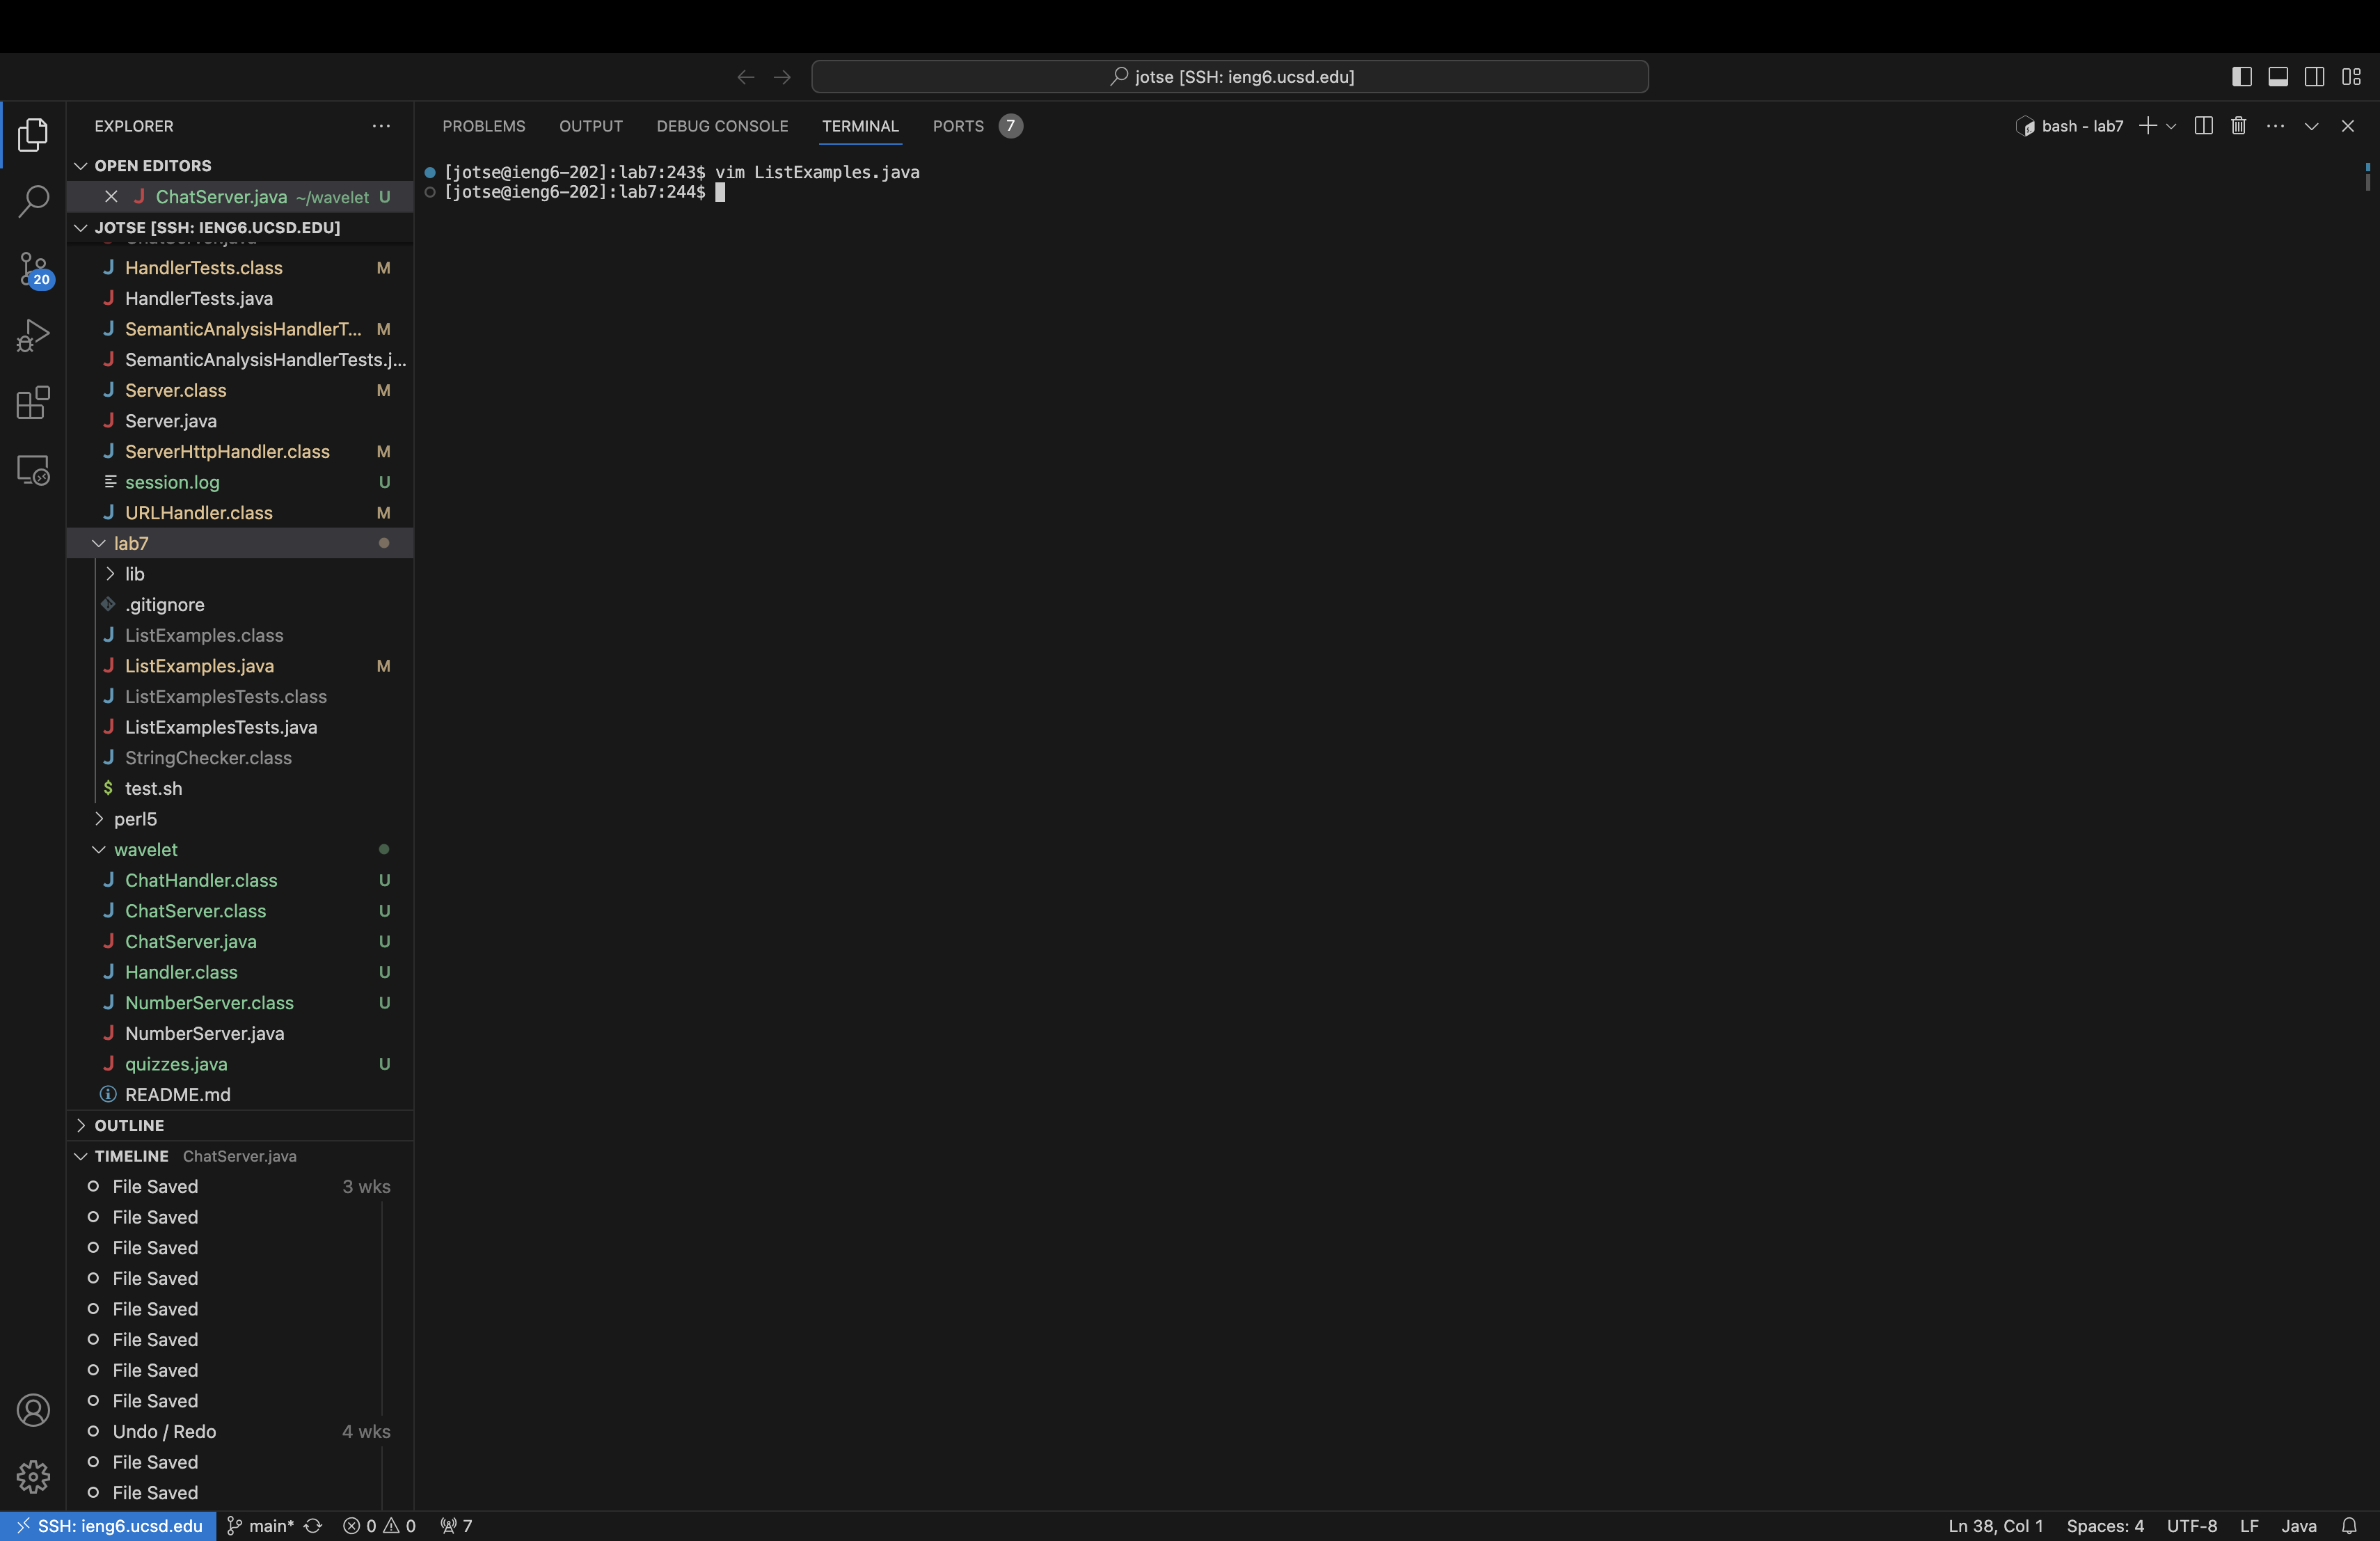 jotse [SSH: ieng6.ucsd.edu]
EXPLORER
PROBLEMS OUTPUT DEBUG CONSOLE TERMINAL PORTS 7
bash - lab7
OPEN EDITORS
ChatServer.java ~/wavelet U
[jotse@ieng6-202]:lab7:243$ vim ListExamples.java
[jotse@ieng6-202]:lab7:244$
JOTSE [SSH: IENG6.UCSD.EDU]
ChatServer.java
HandlerTests.class M
HandlerTests.java
SemanticAnalysisHandlerT... M
SemanticAnalysisHandlerTests.j...
Server.class M
Server.java
ServerHttpHandler.class M
session.log U
URLHandler.class M
lab7
lib
.gitignore
ListExamples.class
ListExamples.java M
ListExamplesTests.class
ListExamplesTests.java
StringChecker.class
$ test.sh
perl5
wavelet
ChatHandler.class U
ChatServer.class U
ChatServer.java U
Handler.class U
NumberServer.class U
NumberServer.java
quizzes.java U
README.md
20
OUTLINE
TIMELINE ChatServer.java
File Saved 3 wks
File Saved
File Saved
File Saved
File Saved
File Saved
File Saved
File Saved
Undo / Redo 4 wks
File Saved
File Saved
SSH: ieng6.ucsd.edu main* 0 0 7
Ln 38, Col 1 Spaces: 4 UTF-8 LF Java